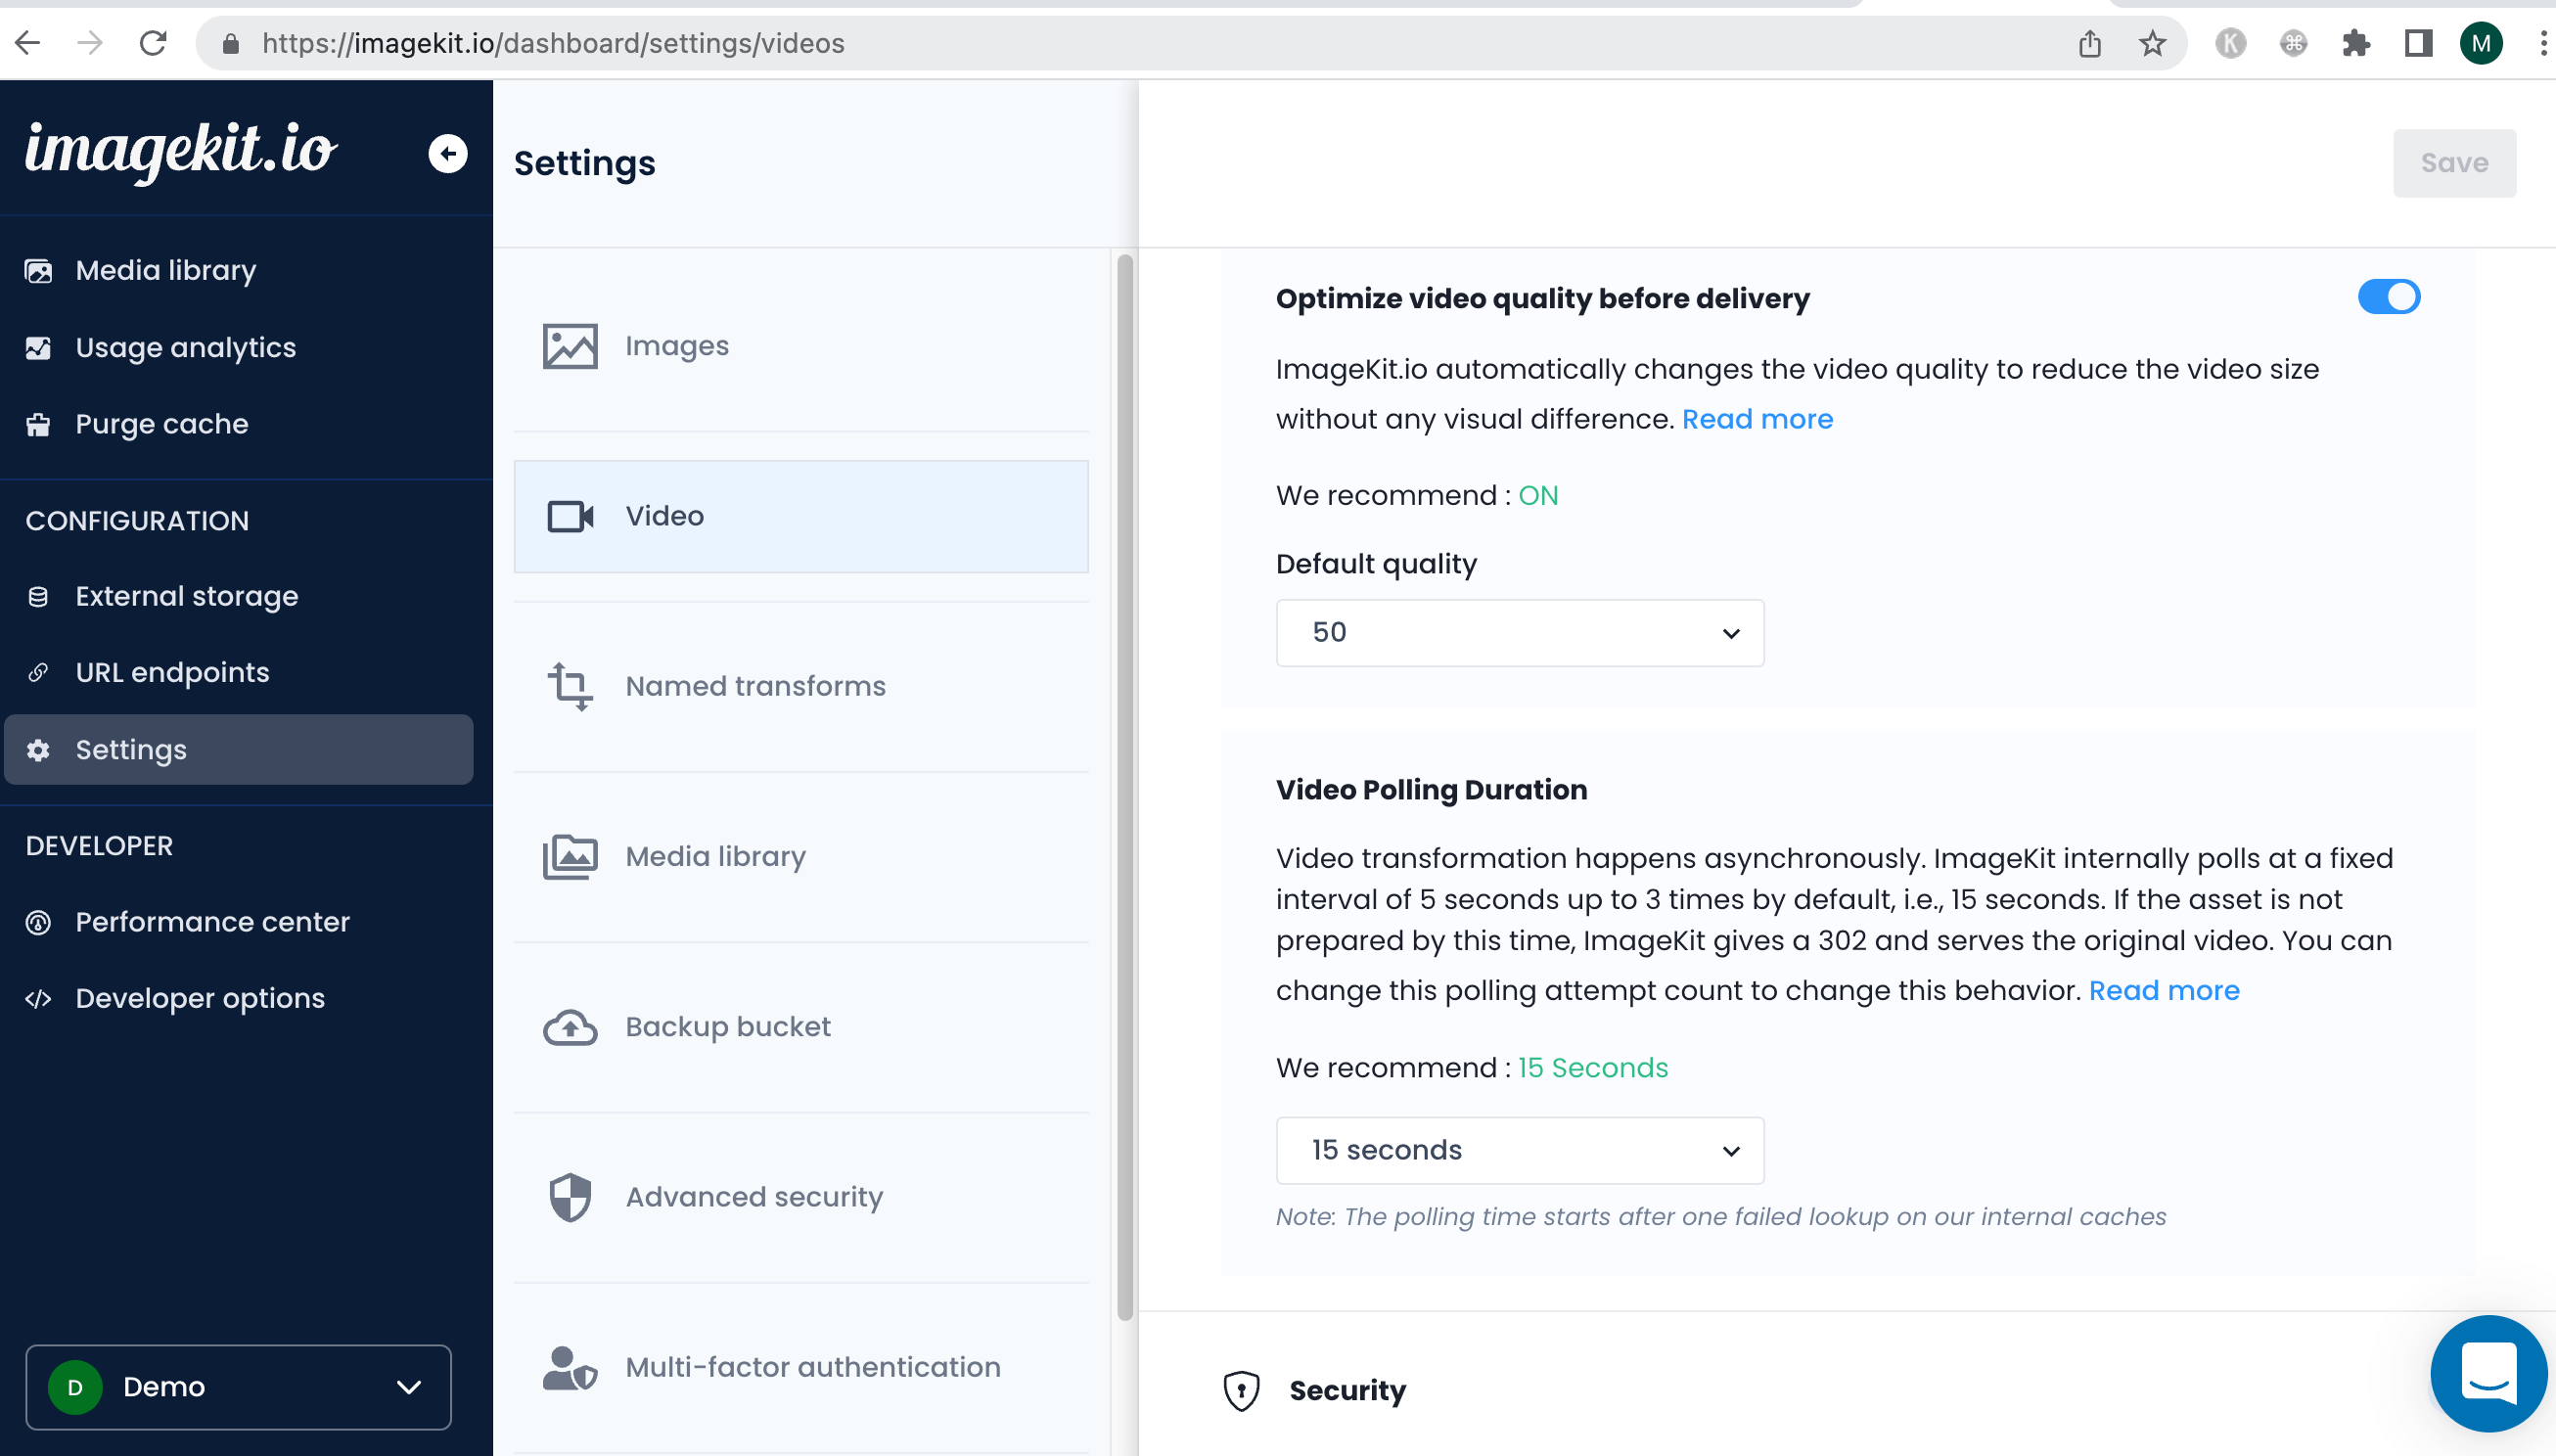 https://imagekit.io/dashboard/settings/videos
K
M
imagekit.io
Media library
Usage analytics
Purge cache
CONFIGURATION
External storage
URL endpoints
Settings
DEVELOPER
Performance center
Developer options
D
Demo
Settings
Images
Video
Named transforms
Media library
Backup bucket
Advanced security
Multi-factor authentication
Save
Optimize video quality before delivery
ImageKit.io automatically changes the video quality to reduce the video size
without any visual difference. Read more
We recommend : ON
Default quality
50
Video Polling Duration
Video transformation happens asynchronously. ImageKit internally polls at a fixed
interval of 5 seconds up to 3 times by default, i.e., 15 seconds. If the asset is not
prepared by this time, ImageKit gives a 302 and serves the original video. You can
change this polling attempt count to change this behavior. Read more
We recommend : 15 Seconds
15 seconds
Note: The polling time starts after one failed lookup on our internal caches
Security